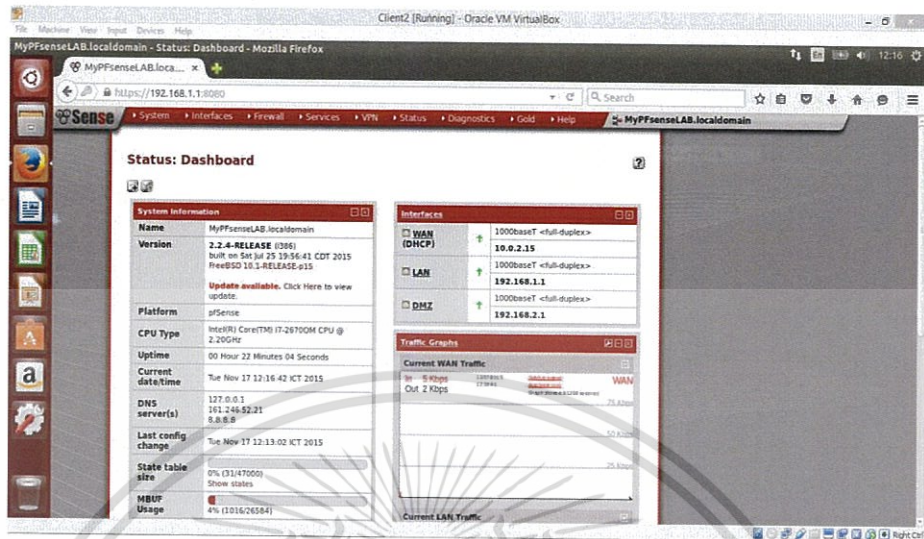 Client2 [Running] - Oracle VM VirtualBox
File Machine View Input Devices Help
MyPFsenseLAB.localdomain - Status: Dashboard - Mozilla Firefox
En 12:16
MyPFsenseLAB.loca...
https://192.168.1.1:8080
Search
Sense System Interfaces Firewall Services VPN Status Diagnostics Gold Help MyPFsenseLAB.localdomain
Status: Dashboard
System Information
Name MyPFsenseLAB.localdomain
Version 2.2.4-RELEASE (i386)
built on Sat Jul 25 19:56:41 CDT 2015
FreeBSD 10.1-RELEASE-p15
Update available. Click Here to view
update.
Platform pfSense
CPU Type Intel(R) Core(TM) i7-2670QM CPU @
2.20GHz
Uptime 00 Hour 22 Minutes 04 Seconds
Current
date/time Tue Nov 17 12:16:42 ICT 2015
DNS
server(s) 127.0.0.1
161.246.52.21
8.8.8.8
Last config
change Tue Nov 17 12:13:02 ICT 2015
State table
size 0% (31/47000)
Show states
MBUF
Usage 4% (1016/26584)
Interfaces
WAN
(DHCP) 1000baseT <full-duplex>
10.0.2.15
LAN 1000baseT <full-duplex>
192.168.1.1
DMZ 1000baseT <full-duplex>
192.168.2.1
Traffic Graphs
Current WAN Traffic
In 5 Kbps WAN
Out 2 Kbps
75 Kbps
50 Kbps
25 Kbps
Current LAN Traffic
Right Ctrl